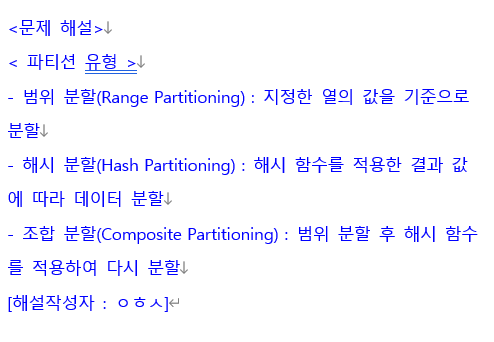 <문제 해설>↓
< 파티션 유형 >↓
- 범위 분할(Range Partitioning) : 지정한 열의 값을 기준으로
분할↓
- 해시 분할(Hash Partitioning) : 해시 함수를 적용한 결과 값
에 따라 데이터 분할↓
- 조합 분할(Composite Partitioning) : 범위 분할 후 해시 함수
를 적용하여 다시 분할↓
[해설작성자 : ㅇㅎㅅ]↵